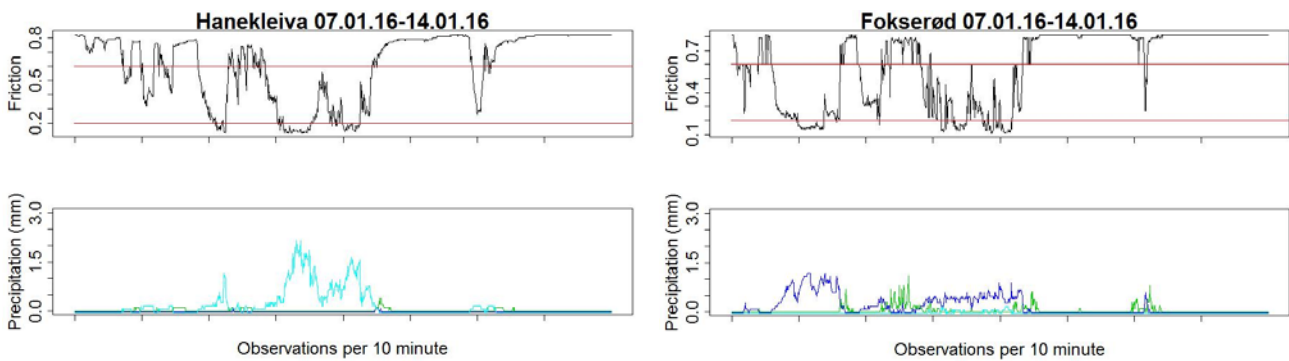 Hanekleiva 07.01.16-14.01.16
Friction
0.8
0.5
0.2
Precipitation (mm)
3.0
1.5
0.0
Observations per 10 minute
Fokserød 07.01.16-14.01.16
Friction
0.7
0.4
0.1
Precipitation (mm)
3.0
1.5
0.0
Observations per 10 minute